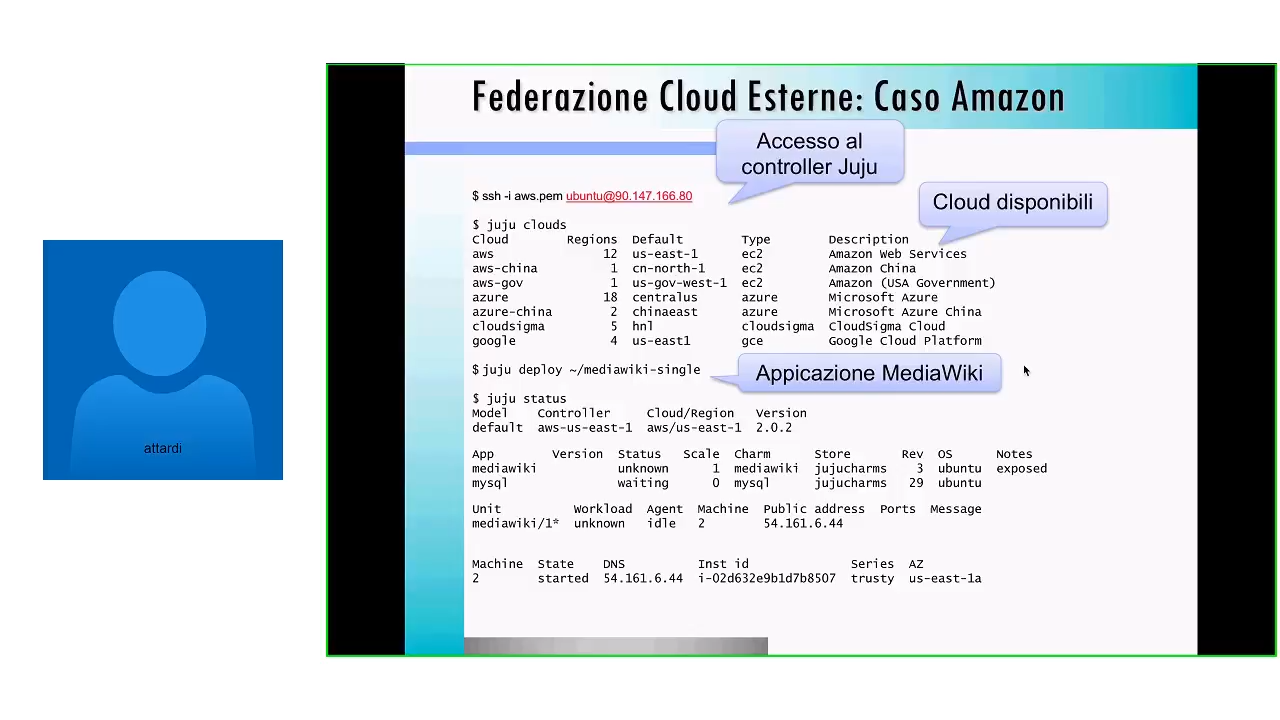 Federazione Cloud Esterne: Caso Amazon
Accesso al
controller Juju
$ ssh -i aws.pem ubuntu@90.147.166.80
Cloud disponibili
$ juju clouds
Cloud Regions Default Type Description
aws 12 us-east-1 ec2 Amazon Web Services
aws-china 1 cn-north-1 ec2 Amazon China
aws-gov 1 us-gov-west-1 ec2 Amazon (USA Government)
azure 18 centralus azure Microsoft Azure
azure-china 2 chinaeast azure Microsoft Azure China
cloudsigma 5 hnl cloudsigma CloudSigma Cloud
google 4 us-east1 gce Google Cloud Platform
$ juju deploy ~/mediawiki-single
Appicazione MediaWiki
$ juju status
Model Controller Cloud/Region Version
default aws-us-east-1 aws/us-east-1 2.0.2
App Version Status Scale Charm Store Rev OS Notes
mediawiki unknown 1 mediawiki jujucharms 3 ubuntu exposed
mysql waiting 0 mysql jujucharms 29 ubuntu
Unit Workload Agent Machine Public address Ports Message
mediawiki/1* unknown idle 2 54.161.6.44
Machine State DNS Inst id Series AZ
2 started 54.161.6.44 i-02d632e9b1d7b8507 trusty us-east-1a
attardi